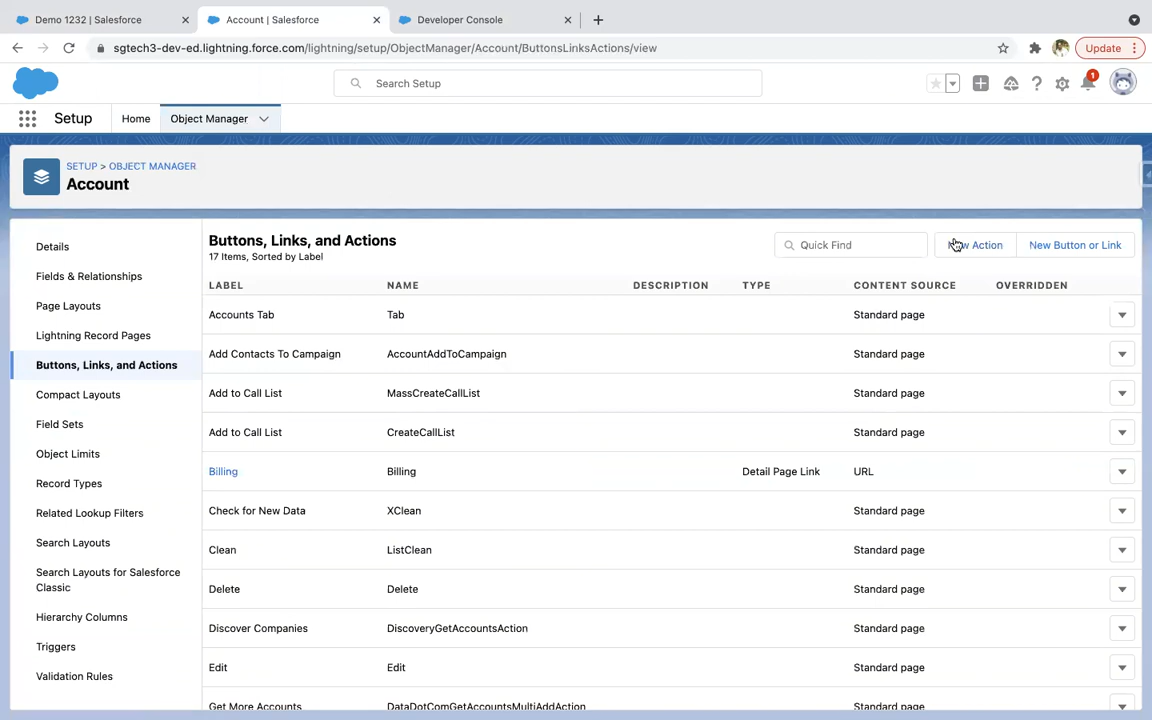 Demo 1232 | Salesforce
Account | Salesforce
Developer Console
sgtech3-dev-ed.lightning.force.com/lightning/setup/ObjectManager/Account/ButtonsLinksActions/view
Update
Search Setup
1
Setup
Home
Object Manager
SETUP > OBJECT MANAGER
Account
Details
Fields & Relationships
Page Layouts
Lightning Record Pages
Buttons, Links, and Actions
Compact Layouts
Field Sets
Object Limits
Record Types
Related Lookup Filters
Search Layouts
Search Layouts for Salesforce
Classic
Hierarchy Columns
Triggers
Validation Rules
Buttons, Links, and Actions
17 Items, Sorted by Label
Quick Find
Action
New Button or Link
LABEL NAME DESCRIPTION TYPE CONTENT SOURCE OVERRIDDEN
Accounts Tab Tab Standard page
Add Contacts To Campaign AccountAddToCampaign Standard page
Add to Call List MassCreateCallList Standard page
Add to Call List CreateCallList Standard page
Billing Billing Detail Page Link URL
Check for New Data XClean Standard page
Clean ListClean Standard page
Delete Delete Standard page
Discover Companies DiscoveryGetAccountsAction Standard page
Edit Edit Standard page
Get More Accounts DataDotComGetAccountsMultiAddAction Standard page